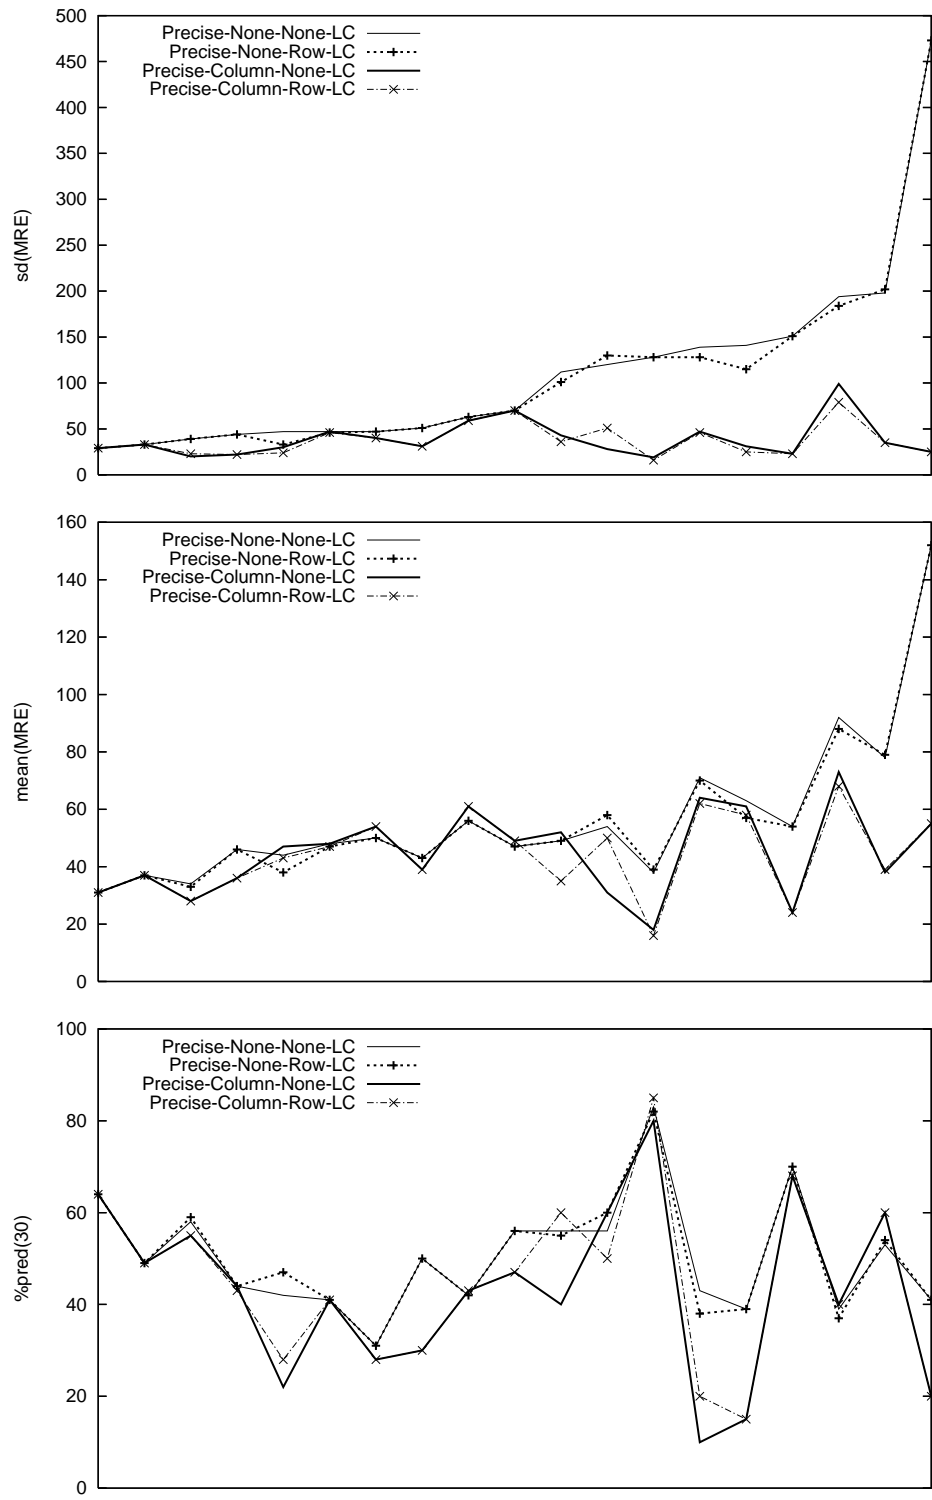 500
450
400
350
300
250
200
150
100
50
0
sd(MRE)
Precise-None-None-LC
Precise-None-Row-LC
Precise-Column-None-LC
Precise-Column-Row-LC
160
140
120
100
80
60
40
20
0
mean(MRE)
Precise-None-None-LC
Precise-None-Row-LC
Precise-Column-None-LC
Precise-Column-Row-LC
100
80
60
40
20
0
%pred(30)
Precise-None-None-LC
Precise-None-Row-LC
Precise-Column-None-LC
Precise-Column-Row-LC